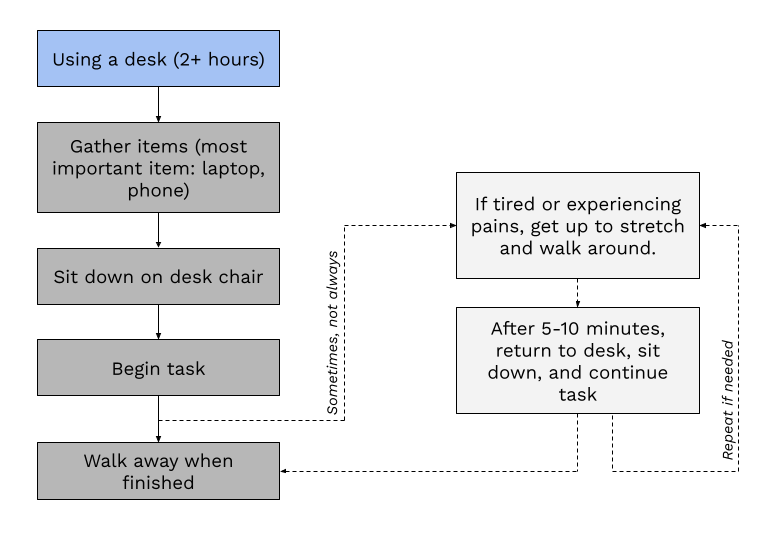 Using a desk (2+ hours)
Gather items (most
important item: laptop,
phone)
Sit down on desk chair
Begin task
Walk away when
finished
Sometimes, not always
If tired or experiencing
pains, get up to stretch
and walk around.
After 5-10 minutes,
return to desk, sit
down, and continue
task
Repeat if needed